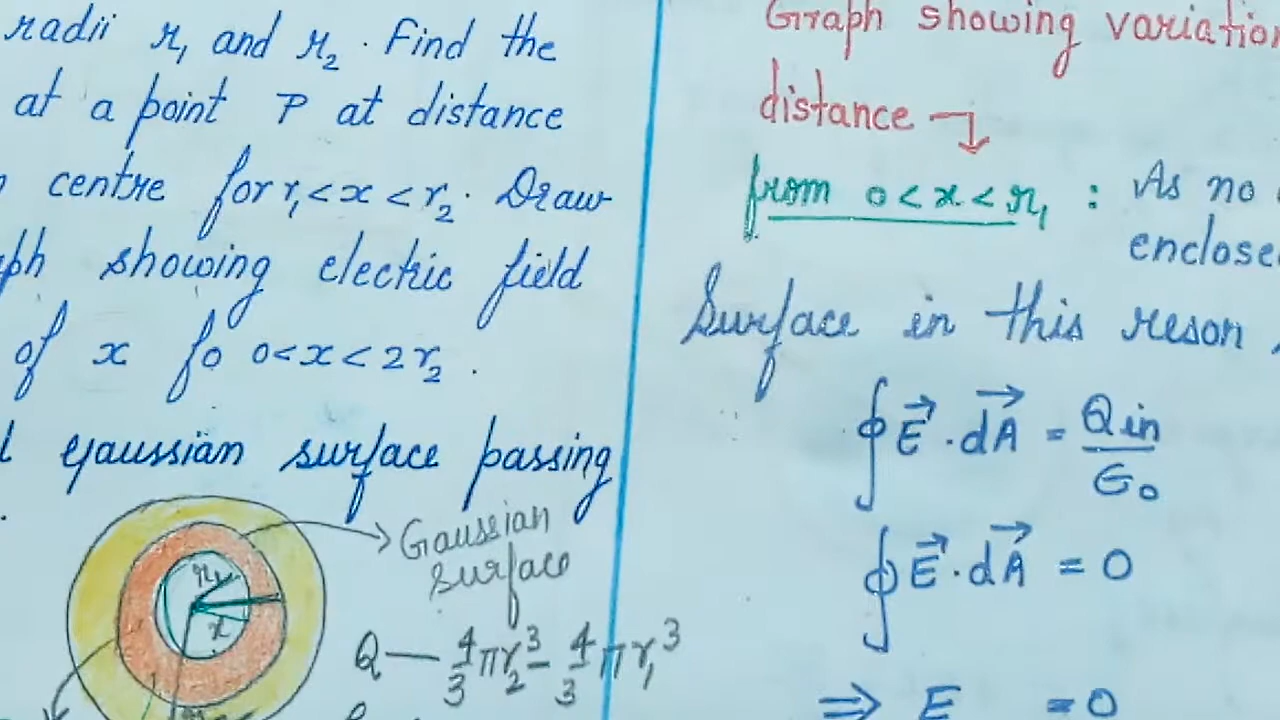 radii r₁ and r₂. Find the
at a point P at distance
centre for r₁<x<r₂. Draw
showing electric field
of x fo 0<x<2r₂.
Gaussian surface passing
r₁
x
Gaussian
Surface
Q — 4/3 πr₂³ – 4/3 πr₁³
Graph showing variation
distance ↴
from 0<x<r₁ : As no
enclose
Surface in this reson
∮E⃗.dA⃗ = Qin/ϵ₀
∮E⃗.dA⃗ = 0
⇒ E = 0